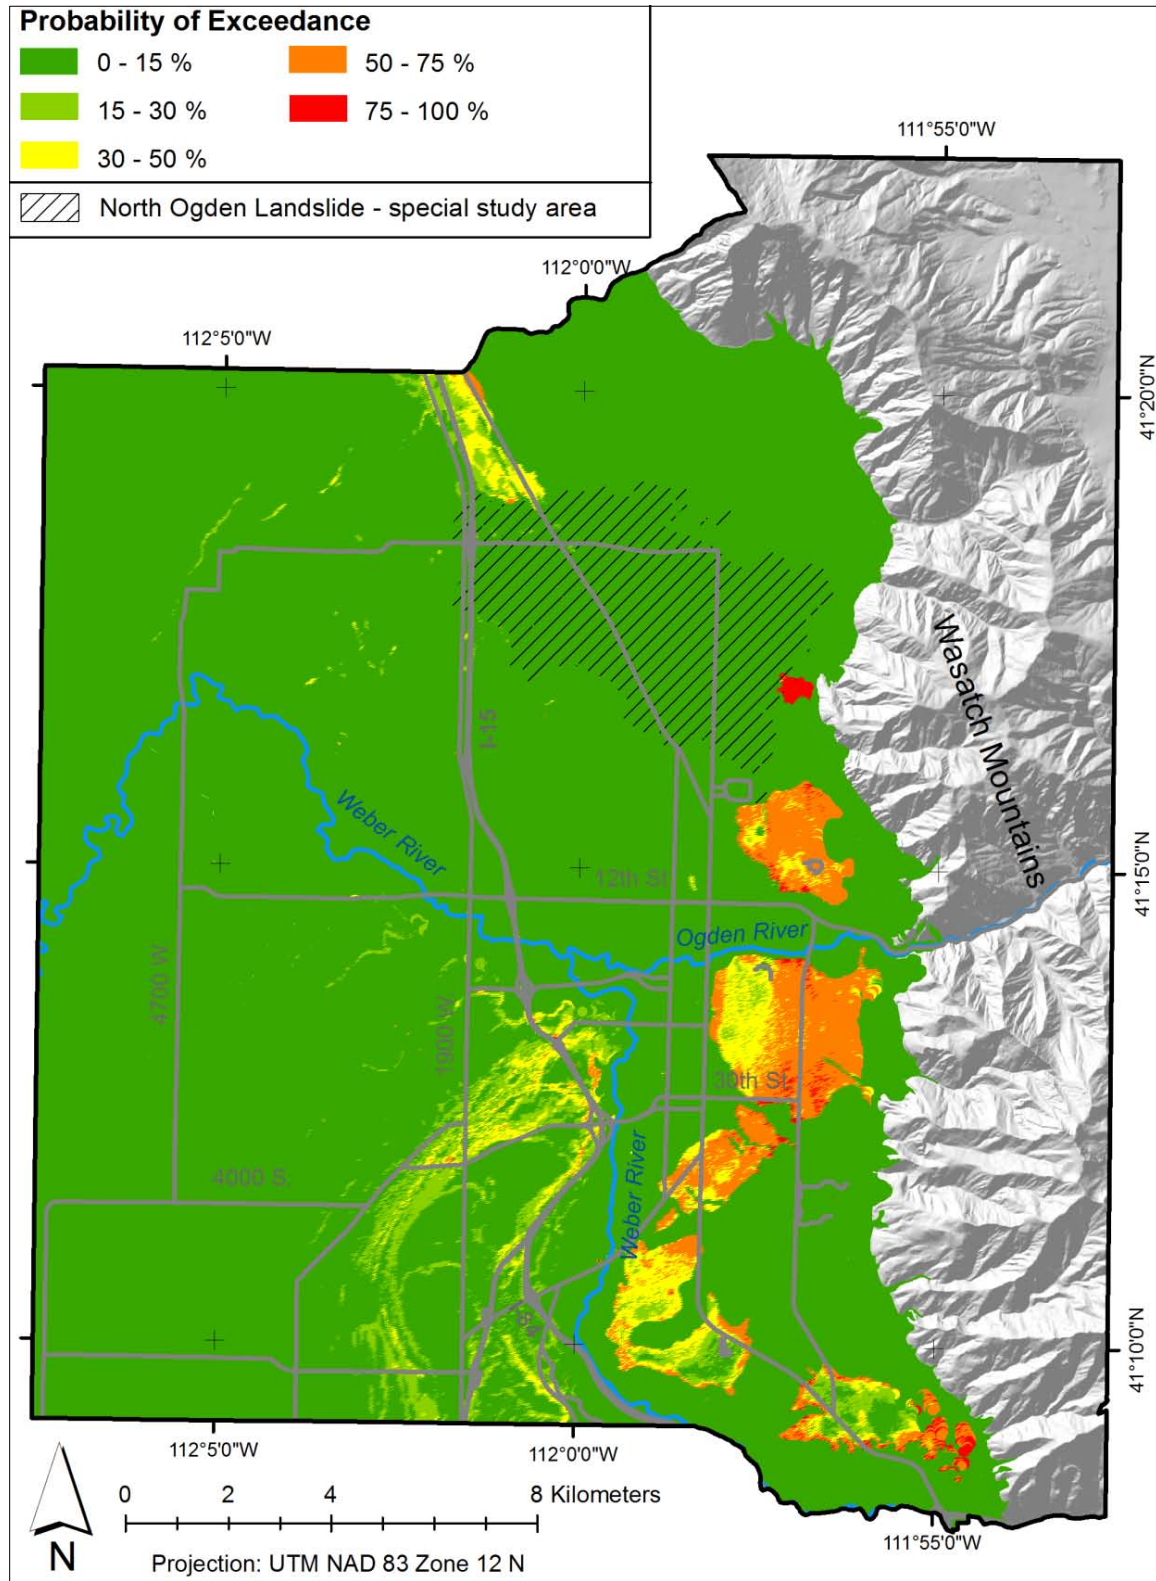 Probability of Exceedance
0 - 15 %
50 - 75 %
15 - 30 %
75 - 100 %
30 - 50 %
North Ogden Landslide - special study area
111°55'0"W
112°0'0"W
112°5'0"W
41°20'0"N
Wasatch Mountains
I-15
Weber River
41°15'0"N
12th St
Ogden River
4700 W
1900 W
30th St
Weber River
4000 S.
41°10'0"N
112°5'0"W
112°0'0"W
111°55'0"W
0 2 4 8 Kilometers
N
Projection: UTM NAD 83 Zone 12 N